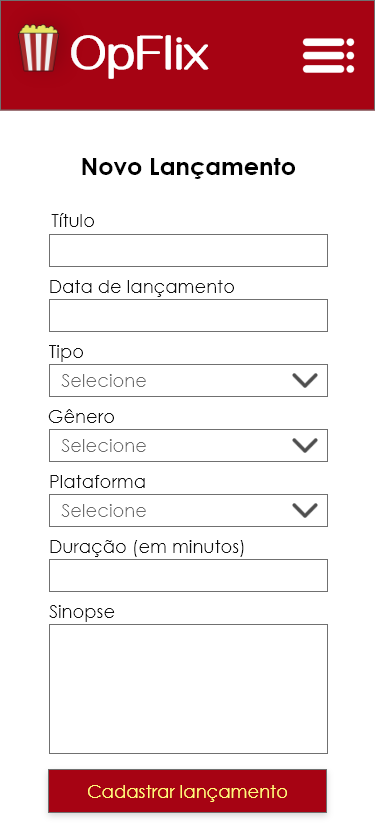 OpFlix
Novo Lançamento
Título
Data de lançamento
Tipo
Selecione
Gênero
Selecione
Plataforma
Selecione
Duração (em minutos)
Sinopse
Cadastrar lançamento